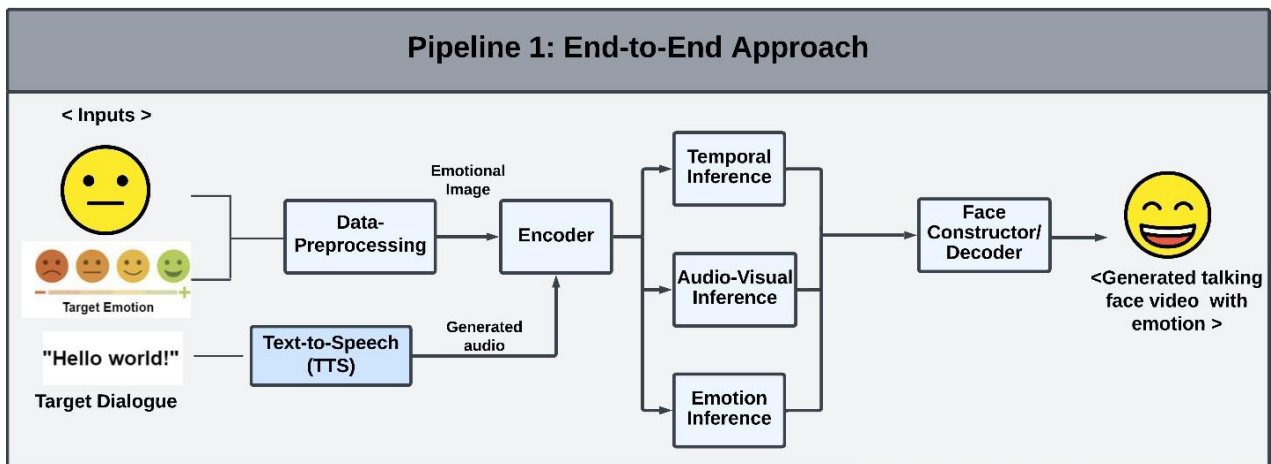 Pipeline 1: End-to-End Approach
< Inputs >
- +
Target Emotion
"Hello world!"
Target Dialogue
Data-
Preprocessing
Text-to-Speech
(TTS)
Emotional
Image
Generated
audio
Encoder
Temporal
Inference
Audio-Visual
Inference
Emotion
Inference
Face
Constructor/
Decoder
<Generated talking
face video with
emotion >